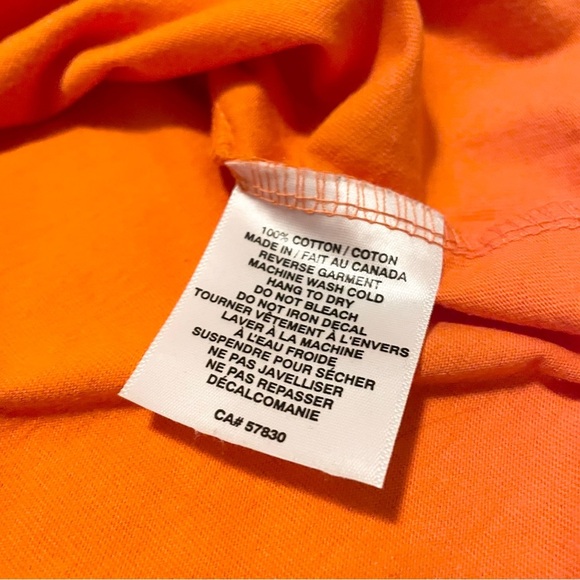 100% COTTON / COTON
MADE IN / FAIT AU CANADA
REVERSE GARMENT
MACHINE WASH COLD
HANG TO DRY
DO NOT BLEACH
DO NOT IRON DECAL
TOURNER VÊTEMENT À L'ENVERS
LAVER À LA MACHINE
À L'EAU FROIDE
SUSPENDRE POUR SÉCHER
NE PAS JAVELLISER
NE PAS REPASSER
DÉCALCOMANIE
CA# 57830